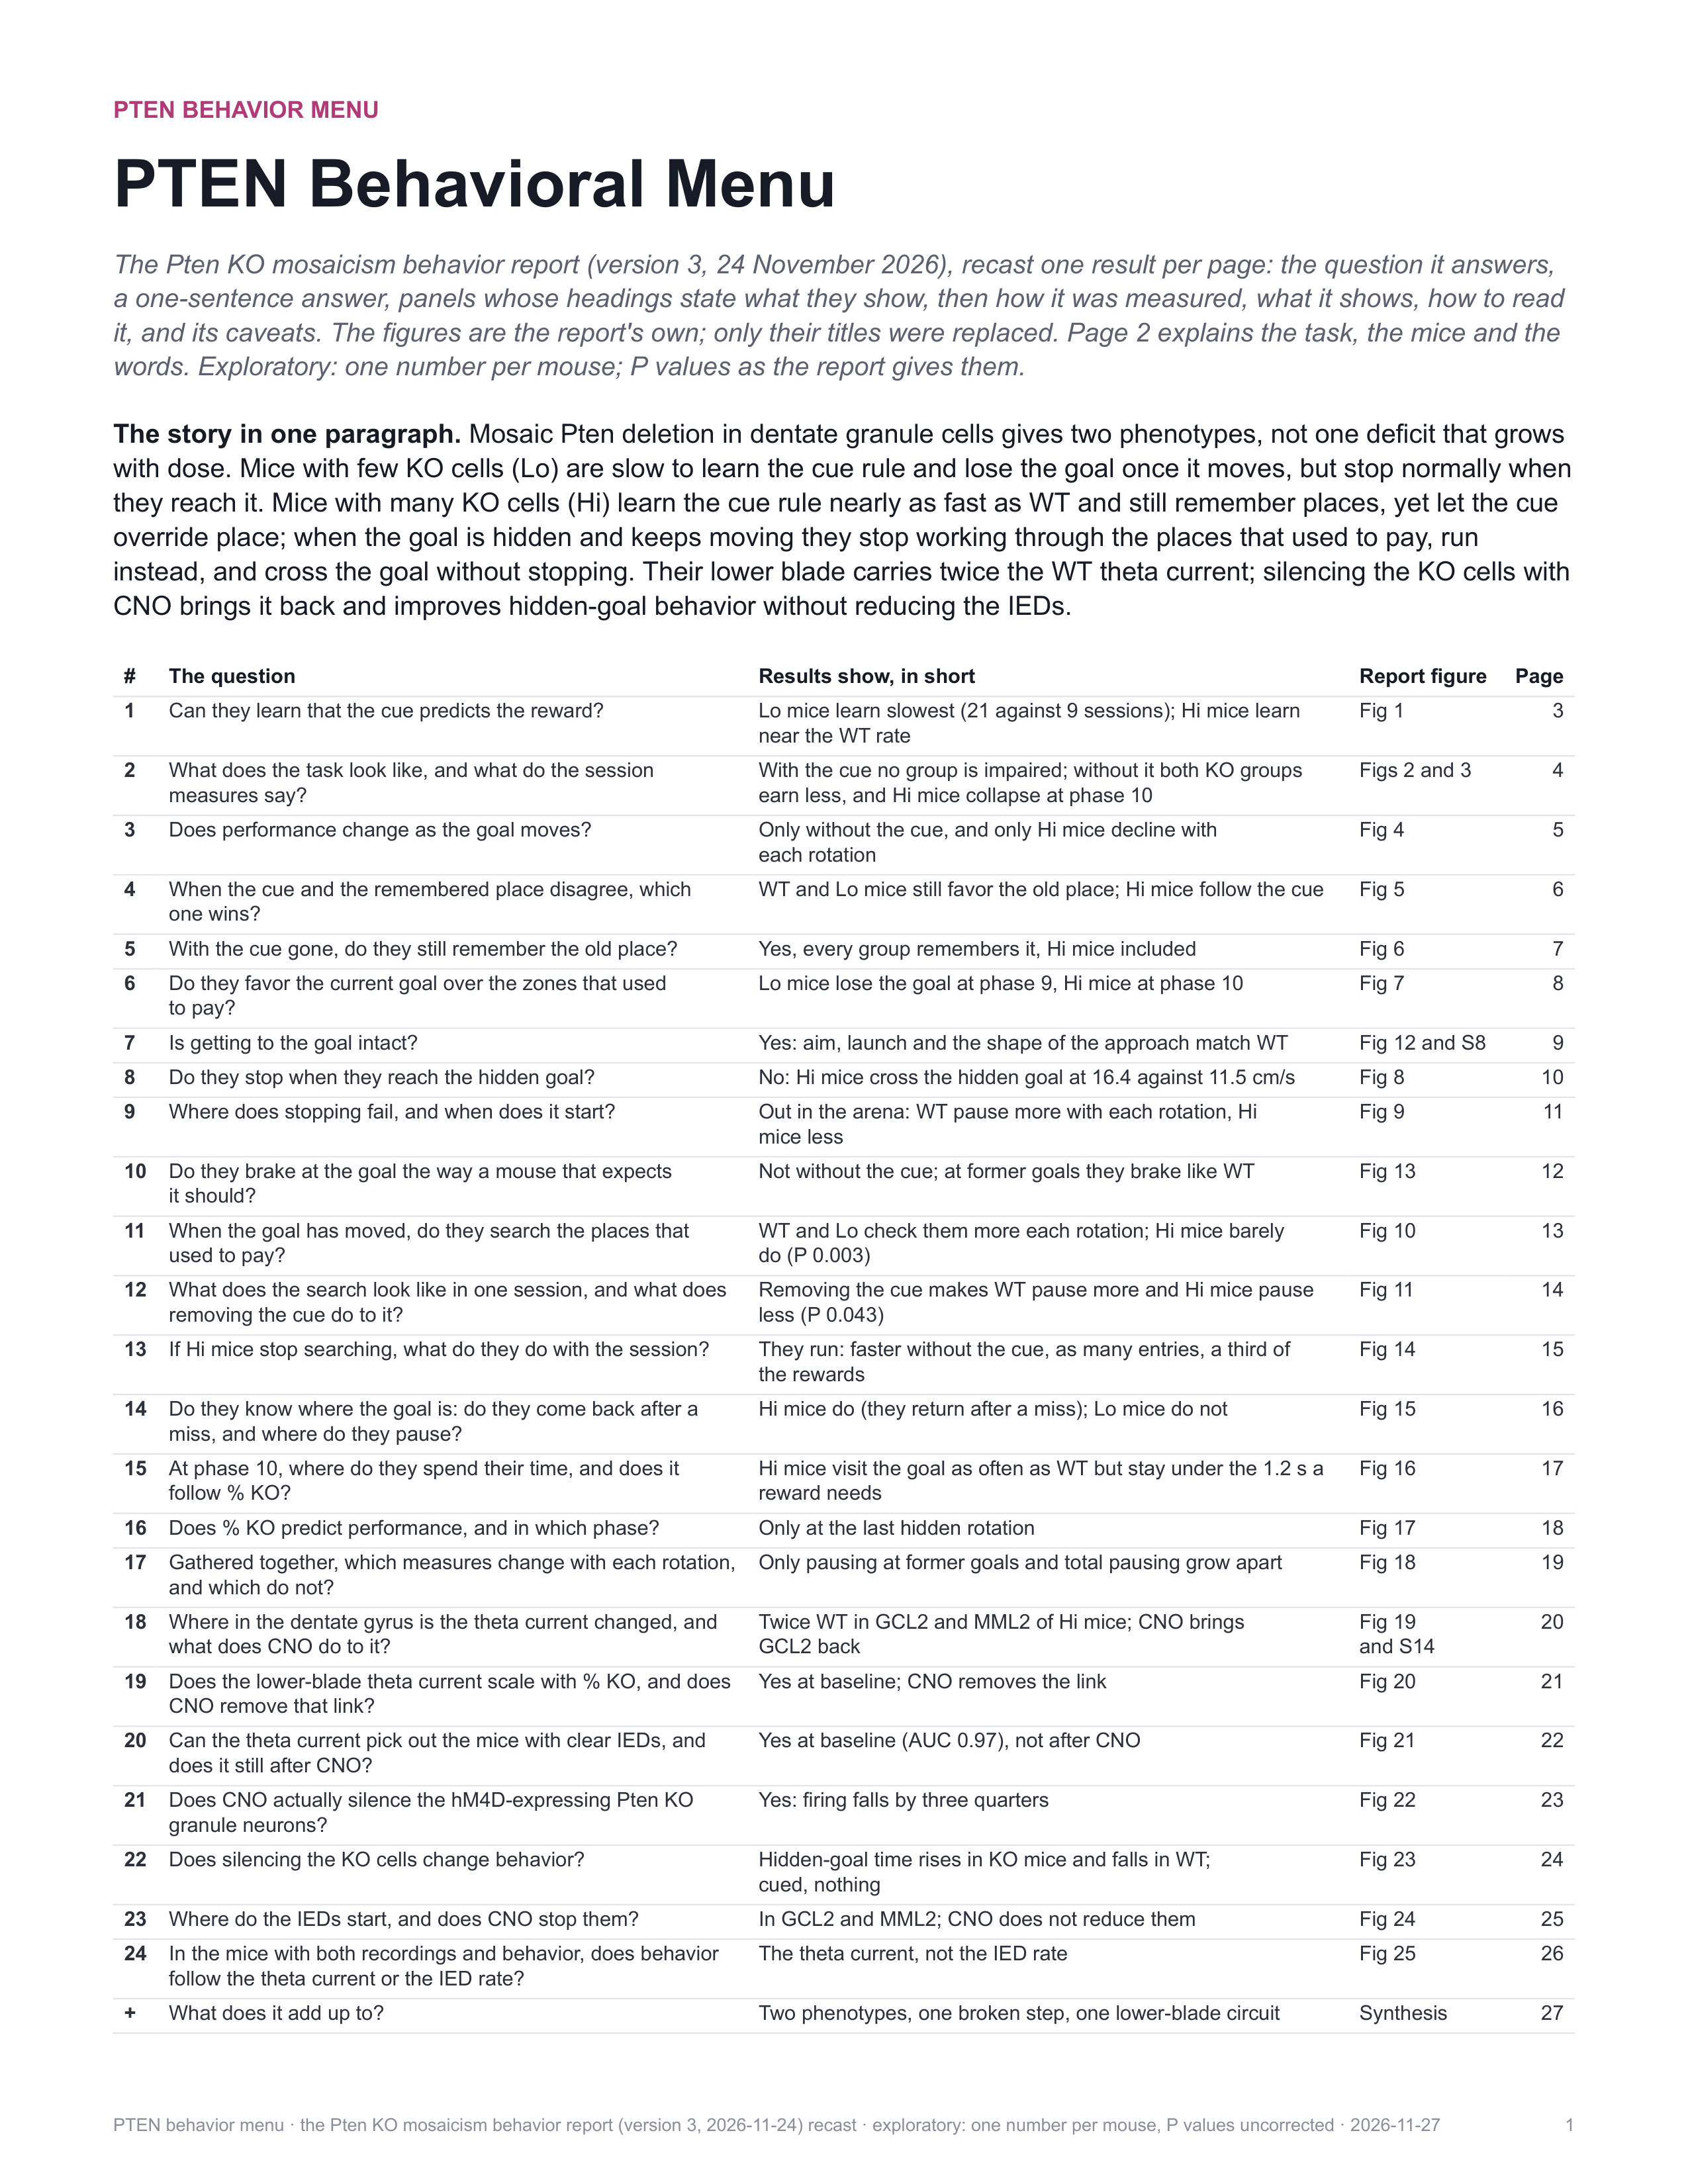 PTEN BEHAVIOR MENU
PTEN Behavioral Menu
The Pten KO mosaicism behavior report (version 3, 24 November 2026), recast one result per page: the question it answers,
a one-sentence answer, panels whose headings state what they show, then how it was measured, what it shows, how to read
it, and its caveats. The figures are the report's own; only their titles were replaced. Page 2 explains the task, the mice and the
words. Exploratory: one number per mouse; P values as the report gives them.
The story in one paragraph. Mosaic Pten deletion in dentate granule cells gives two phenotypes, not one deficit that grows
with dose. Mice with few KO cells (Lo) are slow to learn the cue rule and lose the goal once it moves, but stop normally when
they reach it. Mice with many KO cells (Hi) learn the cue rule nearly as fast as WT and still remember places, yet let the cue
override place; when the goal is hidden and keeps moving they stop working through the places that used to pay, run
instead, and cross the goal without stopping. Their lower blade carries twice the WT theta current; silencing the KO cells with
CNO brings it back and improves hidden-goal behavior without reducing the IEDs.
# The question Results show, in short Report figure Page
1 Can they learn that the cue predicts the reward? Lo mice learn slowest (21 against 9 sessions); Hi mice learn Fig 1 3
near the WT rate
2 What does the task look like, and what do the session With the cue no group is impaired; without it both KO groups Figs 2 and 3 4
measures say? earn less, and Hi mice collapse at phase 10
3 Does performance change as the goal moves? Only without the cue, and only Hi mice decline with Fig 4 5
each rotation
4 When the cue and the remembered place disagree, which WT and Lo mice still favor the old place; Hi mice follow the cue Fig 5 6
one wins?
5 With the cue gone, do they still remember the old place? Yes, every group remembers it, Hi mice included Fig 6 7
6 Do they favor the current goal over the zones that used Lo mice lose the goal at phase 9, Hi mice at phase 10 Fig 7 8
to pay?
7 Is getting to the goal intact? Yes: aim, launch and the shape of the approach match WT Fig 12 and S8 9
8 Do they stop when they reach the hidden goal? No: Hi mice cross the hidden goal at 16.4 against 11.5 cm/s Fig 8 10
9 Where does stopping fail, and when does it start? Out in the arena: WT pause more with each rotation, Hi Fig 9 11
mice less
10 Do they brake at the goal the way a mouse that expects Not without the cue; at former goals they brake like WT Fig 13 12
it should?
11 When the goal has moved, do they search the places that WT and Lo check them more each rotation; Hi mice barely Fig 10 13
used to pay? do (P 0.003)
12 What does the search look like in one session, and what does Removing the cue makes WT pause more and Hi mice pause Fig 11 14
removing the cue do to it? less (P 0.043)
13 If Hi mice stop searching, what do they do with the session? They run: faster without the cue, as many entries, a third of Fig 14 15
the rewards
14 Do they know where the goal is: do they come back after a Hi mice do (they return after a miss); Lo mice do not Fig 15 16
miss, and where do they pause?
15 At phase 10, where do they spend their time, and does it Hi mice visit the goal as often as WT but stay under the 1.2 s a Fig 16 17
follow % KO? reward needs
16 Does % KO predict performance, and in which phase? Only at the last hidden rotation Fig 17 18
17 Gathered together, which measures change with each rotation, Only pausing at former goals and total pausing grow apart Fig 18 19
and which do not?
18 Where in the dentate gyrus is the theta current changed, and Twice WT in GCL2 and MML2 of Hi mice; CNO brings Fig 19 20
what does CNO do to it? GCL2 back and S14
19 Does the lower-blade theta current scale with % KO, and does Yes at baseline; CNO removes the link Fig 20 21
CNO remove that link?
20 Can the theta current pick out the mice with clear IEDs, and Yes at baseline (AUC 0.97), not after CNO Fig 21 22
does it still after CNO?
21 Does CNO actually silence the hM4D-expressing Pten KO Yes: firing falls by three quarters Fig 22 23
granule neurons?
22 Does silencing the KO cells change behavior? Hidden-goal time rises in KO mice and falls in WT; Fig 23 24
cued, nothing
23 Where do the IEDs start, and does CNO stop them? In GCL2 and MML2; CNO does not reduce them Fig 24 25
24 In the mice with both recordings and behavior, does behavior The theta current, not the IED rate Fig 25 26
follow the theta current or the IED rate?
+ What does it add up to? Two phenotypes, one broken step, one lower-blade circuit Synthesis 27
PTEN behavior menu · the Pten KO mosaicism behavior report (version 3, 2026-11-24) recast · exploratory: one number per mouse, P values uncorrected · 2026-11-27 1